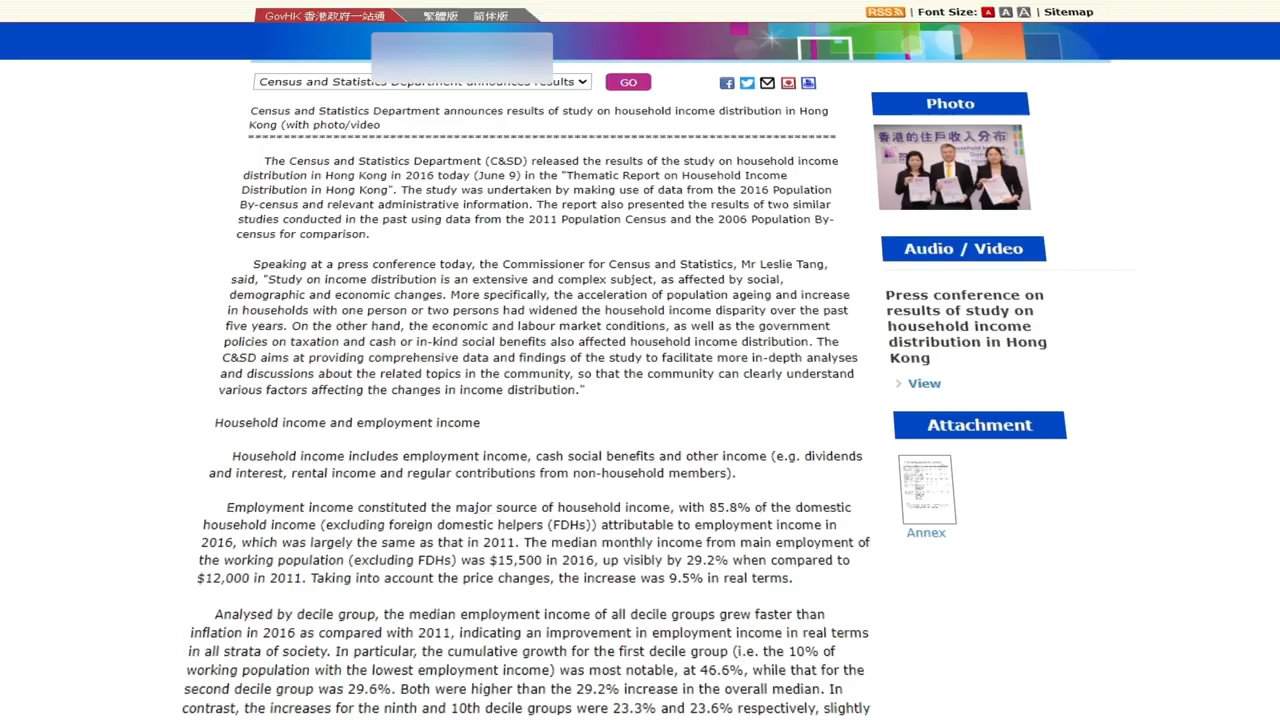 GovHK 香港政府一站通
繁體版 简体版
RSS | Font Size: A A A | Sitemap
Census and Statistics Department announces results
GO
Census and Statistics Department announces results of study on household income distribution in Hong
Kong (with photo/video
The Census and Statistics Department (C&SD) released the results of the study on household income
distribution in Hong Kong in 2016 today (June 9) in the "Thematic Report on Household Income
Distribution in Hong Kong". The study was undertaken by making use of data from the 2016 Population
By-census and relevant administrative information. The report also presented the results of two similar
studies conducted in the past using data from the 2011 Population Census and the 2006 Population By-
census for comparison.
Speaking at a press conference today, the Commissioner for Census and Statistics, Mr Leslie Tang,
said, "Study on income distribution is an extensive and complex subject, as affected by social,
demographic and economic changes. More specifically, the acceleration of population ageing and increase
in households with one person or two persons had widened the household income disparity over the past
five years. On the other hand, the economic and labour market conditions, as well as the government
policies on taxation and cash or in-kind social benefits also affected household income distribution. The
C&SD aims at providing comprehensive data and findings of the study to facilitate more in-depth analyses
and discussions about the related topics in the community, so that the community can clearly understand
various factors affecting the changes in income distribution."
Household income and employment income
Household income includes employment income, cash social benefits and other income (e.g. dividends
and interest, rental income and regular contributions from non-household members).
Employment income constituted the major source of household income, with 85.8% of the domestic
household income (excluding foreign domestic helpers (FDHs)) attributable to employment income in
2016, which was largely the same as that in 2011. The median monthly income from main employment of
the working population (excluding FDHs) was $15,500 in 2016, up visibly by 29.2% when compared to
$12,000 in 2011. Taking into account the price changes, the increase was 9.5% in real terms.
Analysed by decile group, the median employment income of all decile groups grew faster than
inflation in 2016 as compared with 2011, indicating an improvement in employment income in real terms
in all strata of society. In particular, the cumulative growth for the first decile group (i.e. the 10% of
working population with the lowest employment income) was most notable, at 46.6%, while that for the
second decile group was 29.6%. Both were higher than the 29.2% increase in the overall median. In
contrast, the increases for the ninth and 10th decile groups were 23.3% and 23.6% respectively, slightly
Photo
香港的住戶收入分布
Audio / Video
Press conference on
results of study on
household income
distribution in Hong
Kong
View
Attachment
Annex